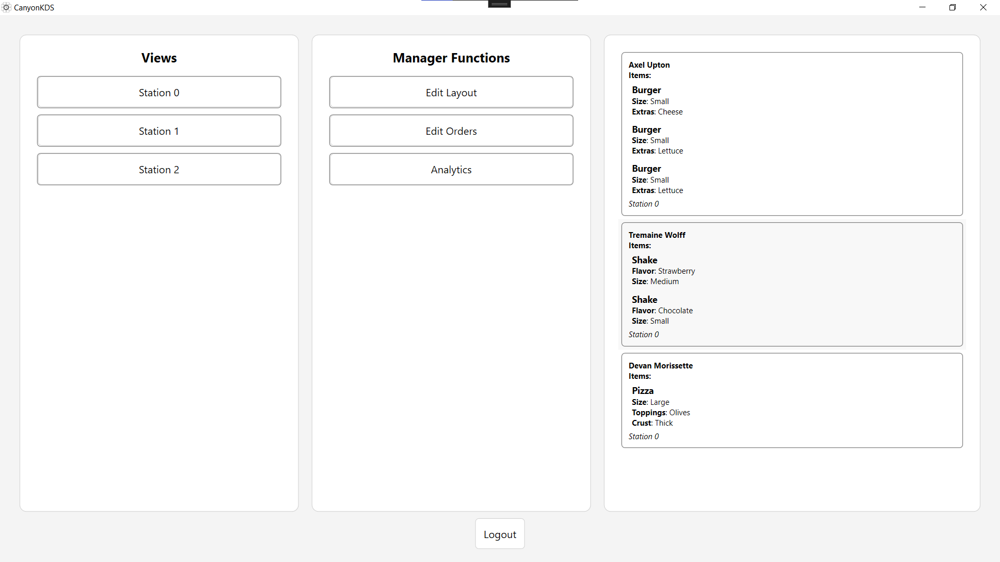 CanyonKDS
Views
Station 0
Station 1
Station 2
Manager Functions
Edit Layout
Edit Orders
Analytics
Axel Upton
Items:
Burger
Size: Small
Extras: Cheese
Burger
Size: Small
Extras: Lettuce
Burger
Size: Small
Extras: Lettuce
Station 0
Tremaine Wolff
Items:
Shake
Flavor: Strawberry
Size: Medium
Shake
Flavor: Chocolate
Size: Small
Station 0
Devan Morissette
Items:
Pizza
Size: Large
Toppings: Olives
Crust: Thick
Station 0
Logout